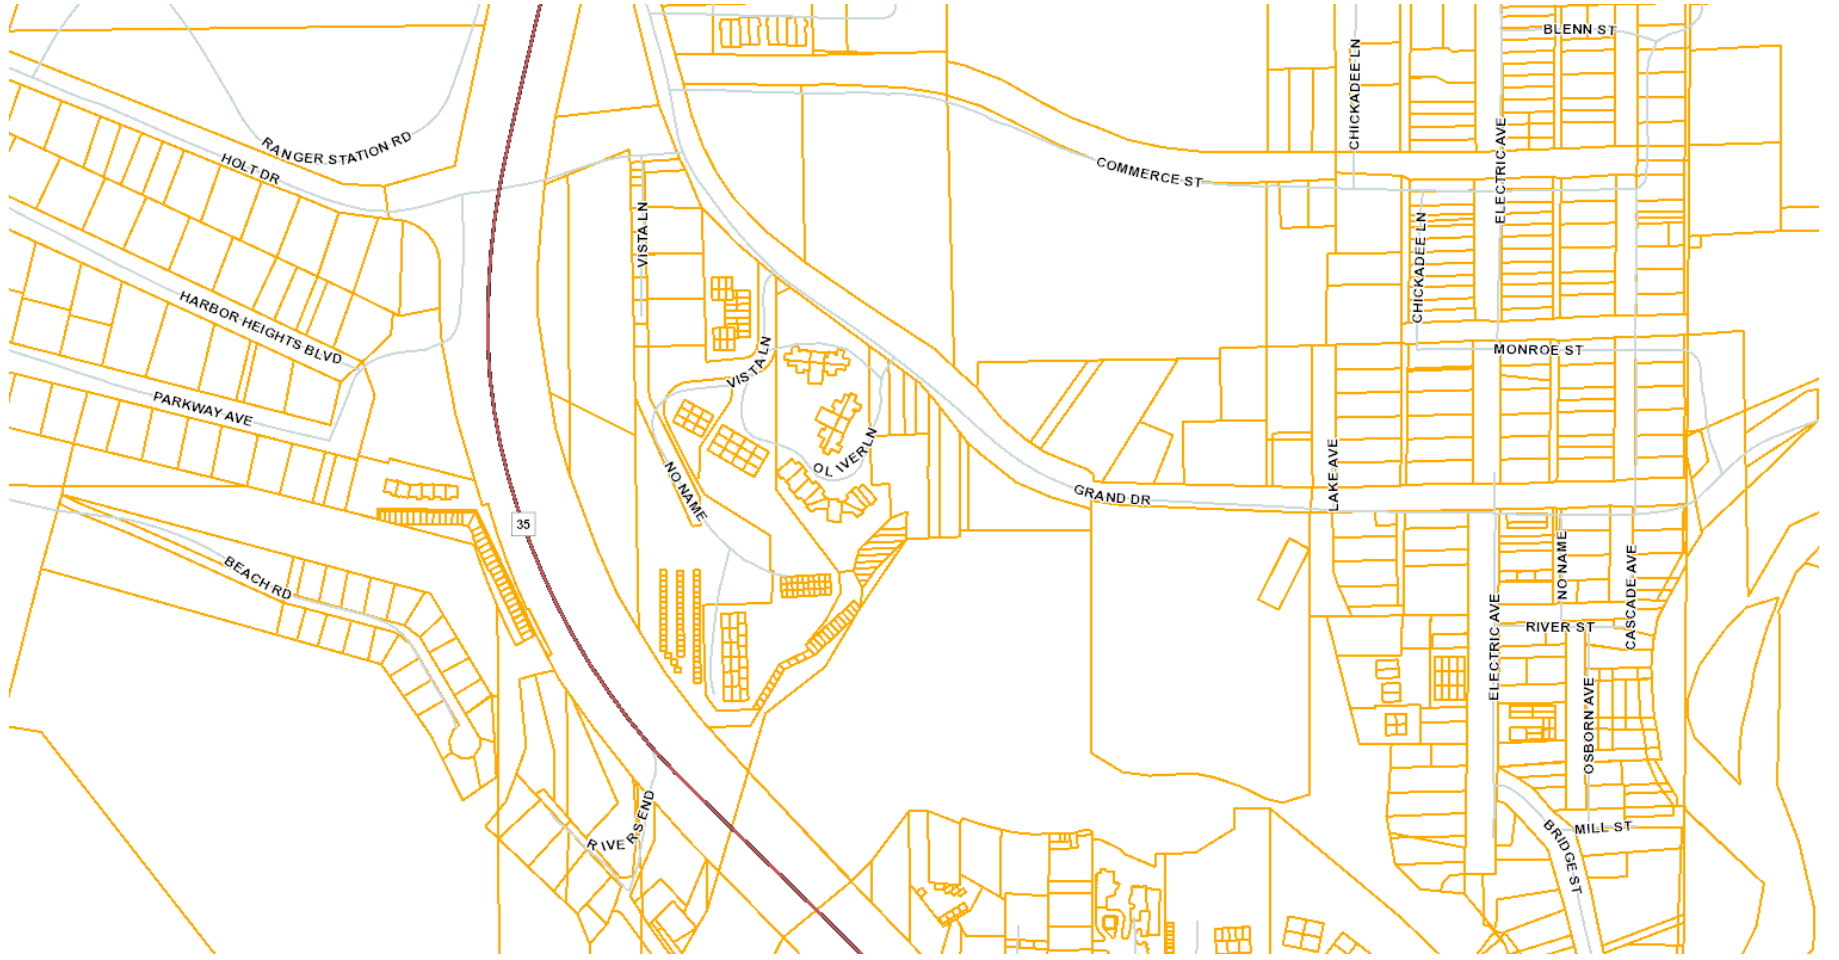 BLENN ST
CHICKADEE LN
RANGER STATION RD
HOLT DR
COMMERCE ST
ELECTRIC AVE
VISTA LN
CHICKADEE LN
HARBOR HEIGHTS BLVD
MONROE ST
VISTA LN
PARKWAY AVE
OLIVER LN
LAKE AVE
NO NAME
GRAND DR
35
BEACH RD
NO NAME
CASCADE AVE
RIVER ST
ELECTRIC AVE
OSBORN AVE
RIVERS END
MILL ST
BRIDGE ST